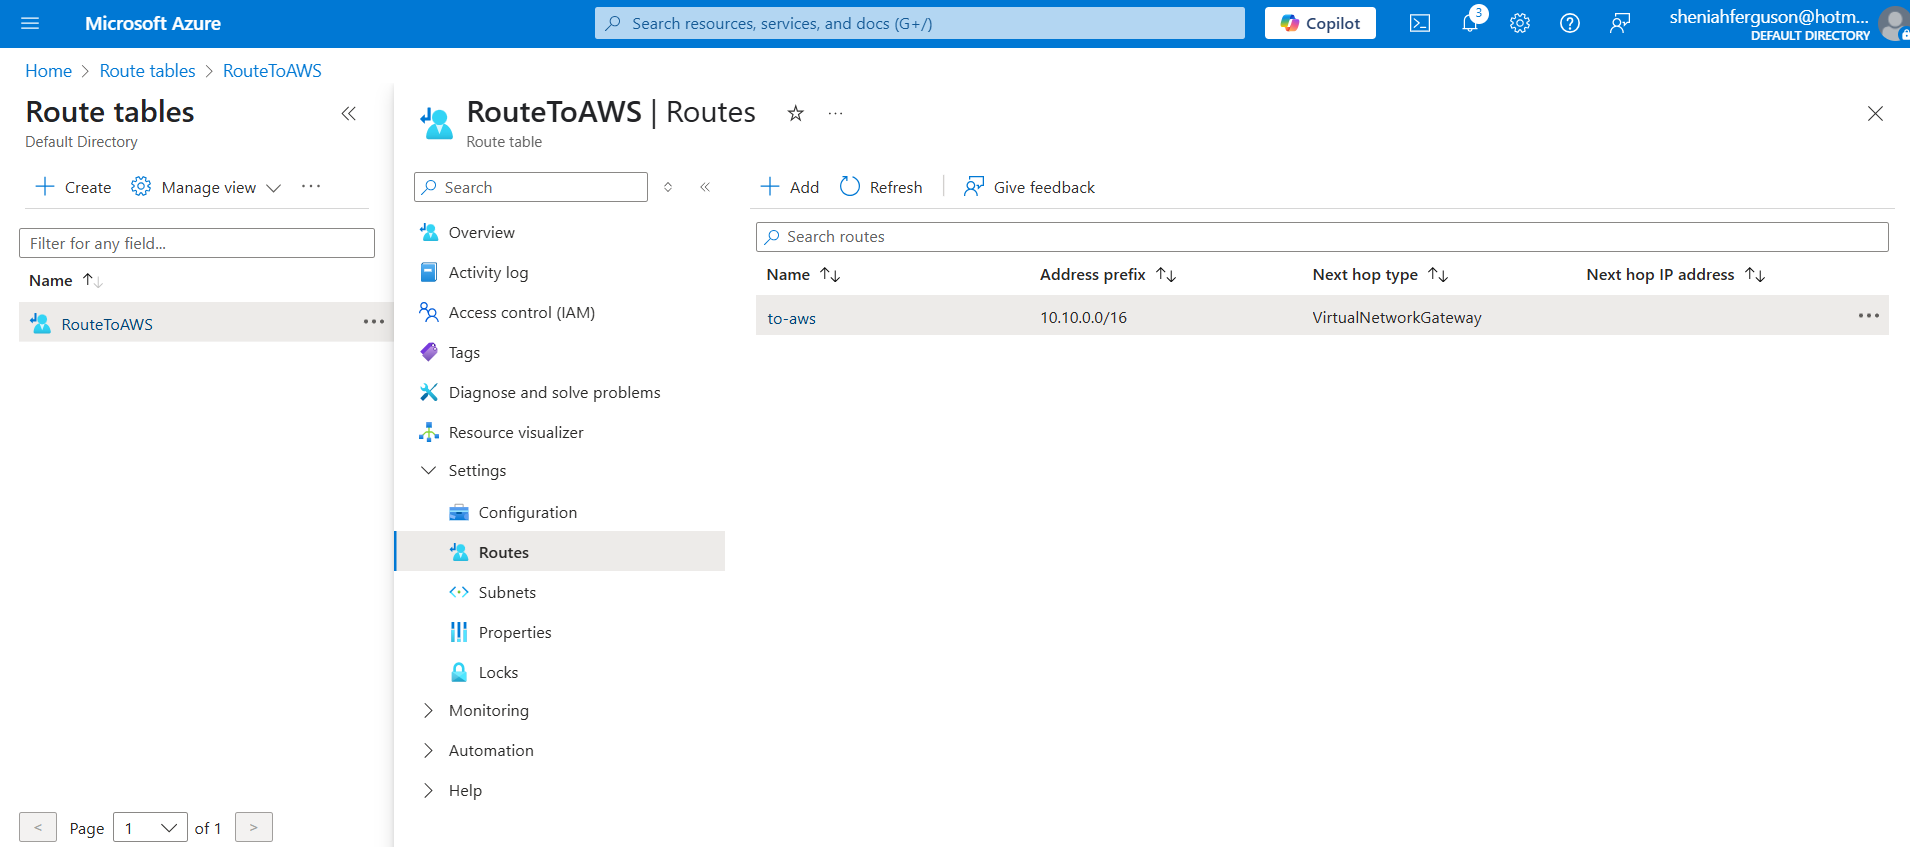 Microsoft Azure
Search resources, services, and docs (G+/)
Copilot
3
sheniahferguson@hotm...
DEFAULT DIRECTORY
Home > Route tables > RouteToAWS
Route tables
Default Directory
Create
Manage view
Filter for any field...
Name
RouteToAWS
Page 1 of 1
RouteToAWS | Routes
Route table
Search
Overview
Activity log
Access control (IAM)
Tags
Diagnose and solve problems
Resource visualizer
Settings
Configuration
Routes
Subnets
Properties
Locks
Monitoring
Automation
Help
Add
Refresh
Give feedback
Search routes
Name Address prefix Next hop type Next hop IP address
to-aws 10.10.0.0/16 VirtualNetworkGateway